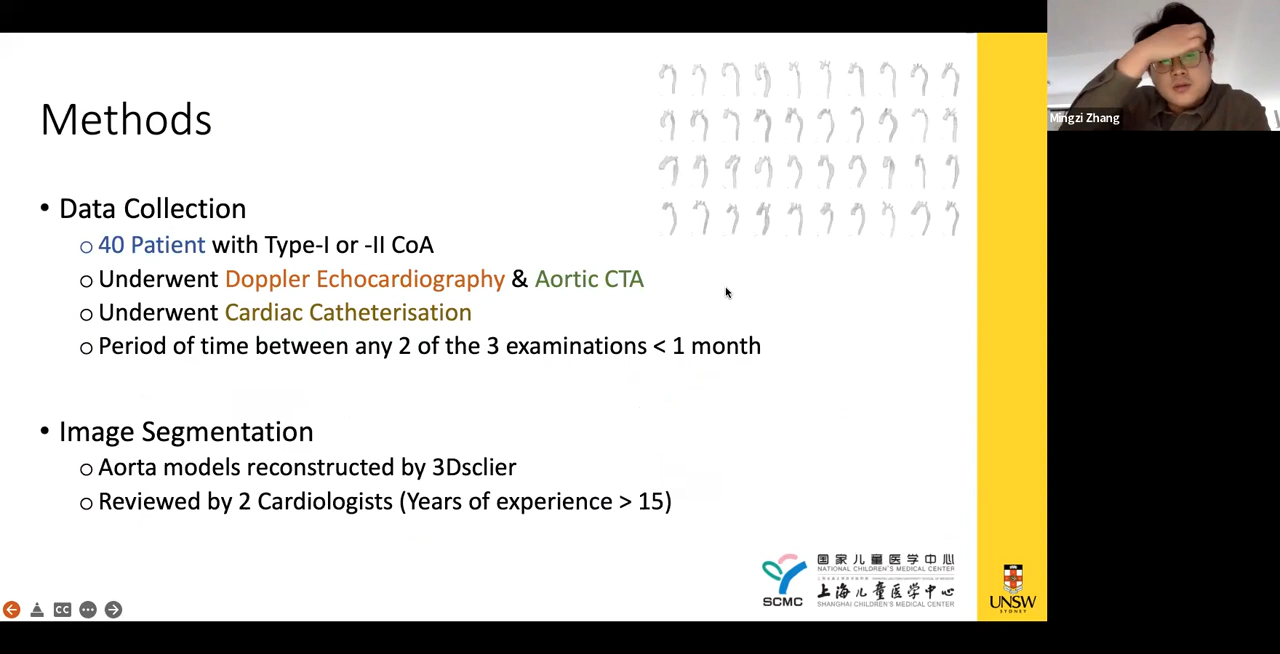 Methods
• Data Collection
○ 40 Patient with Type-I or -II CoA
○ Underwent Doppler Echocardiography & Aortic CTA
○ Underwent Cardiac Catheterisation
○ Period of time between any 2 of the 3 examinations < 1 month
• Image Segmentation
○ Aorta models reconstructed by 3Dsclier
○ Reviewed by 2 Cardiologists (Years of experience > 15)
SCMC
国家儿童医学中心
NATIONAL CHILDREN'S MEDICAL CENTER
上海儿童医学中心
SHANGHAI CHILDREN'S MEDICAL CENTER
UNSW
SYDNEY
CC
Mingzi Zhang